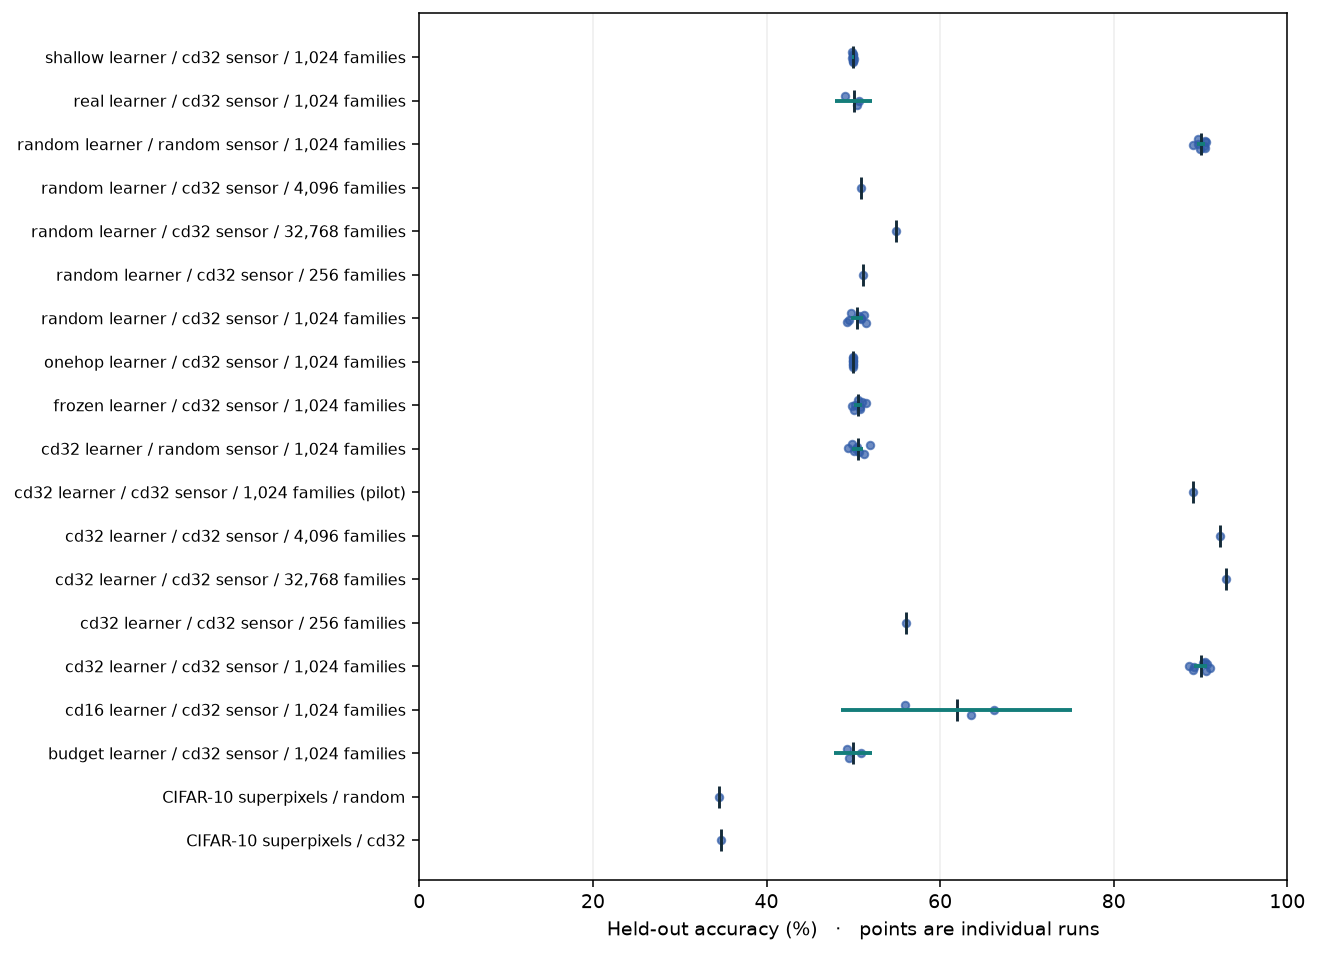 shallow learner / cd32 sensor / 1,024 families
real learner / cd32 sensor / 1,024 families
random learner / random sensor / 1,024 families
random learner / cd32 sensor / 4,096 families
random learner / cd32 sensor / 32,768 families
random learner / cd32 sensor / 256 families
random learner / cd32 sensor / 1,024 families
onehop learner / cd32 sensor / 1,024 families
frozen learner / cd32 sensor / 1,024 families
cd32 learner / random sensor / 1,024 families
cd32 learner / cd32 sensor / 1,024 families (pilot)
cd32 learner / cd32 sensor / 4,096 families
cd32 learner / cd32 sensor / 32,768 families
cd32 learner / cd32 sensor / 256 families
cd32 learner / cd32 sensor / 1,024 families
cd16 learner / cd32 sensor / 1,024 families
budget learner / cd32 sensor / 1,024 families
CIFAR-10 superpixels / random
CIFAR-10 superpixels / cd32
0 20 40 60 80 100
Held-out accuracy (%) · points are individual runs